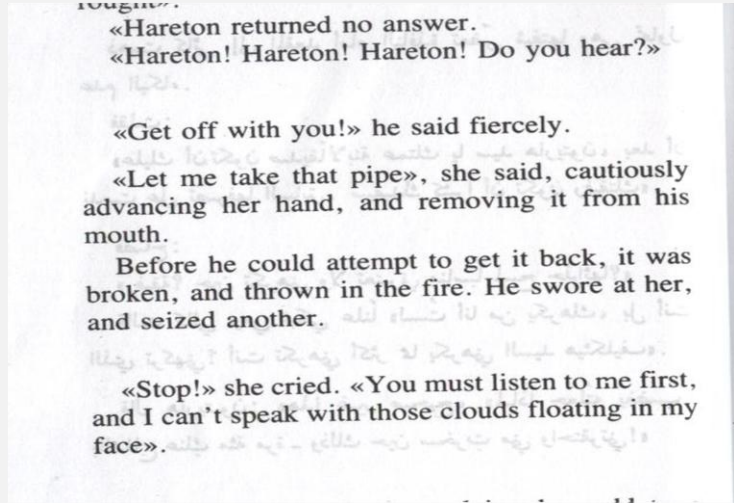 «Hareton returned no answer.
«Hareton! Hareton! Hareton! Do you hear?»
«Get off with you!» he said fiercely.
«Let me take that pipe», she said, cautiously
advancing her hand, and removing it from his
mouth.
Before he could attempt to get it back, it was
broken, and thrown in the fire. He swore at her,
and seized another.
«Stop!» she cried. «You must listen to me first,
and I can't speak with those clouds floating in my
face».